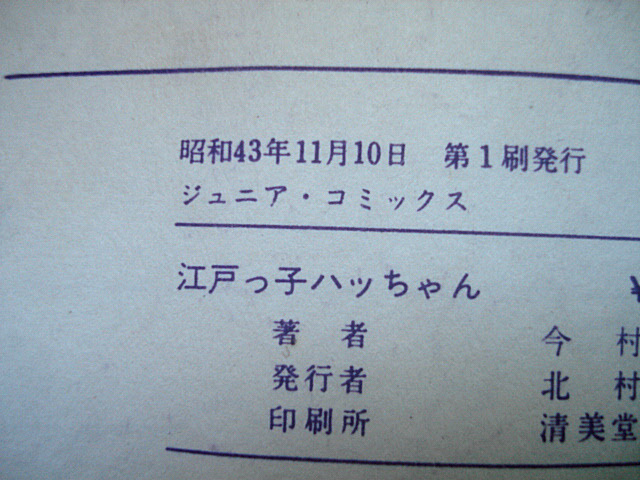 昭和43年11月10日　第1刷発行
ジュニア・コミックス
江戸っ子ハッちゃん　¥
著　者　今　村
発行者　北　村
印刷所　清美堂